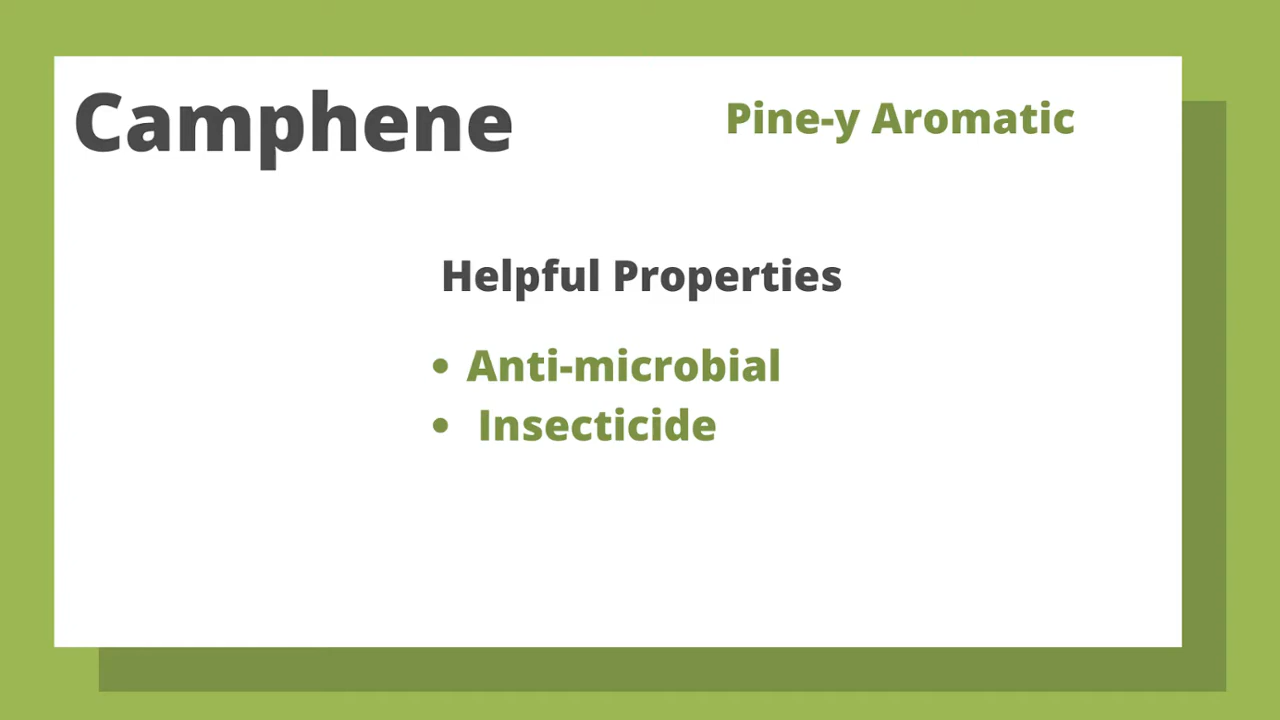 Camphene
Pine-y Aromatic
Helpful Properties
• Anti-microbial
• Insecticide